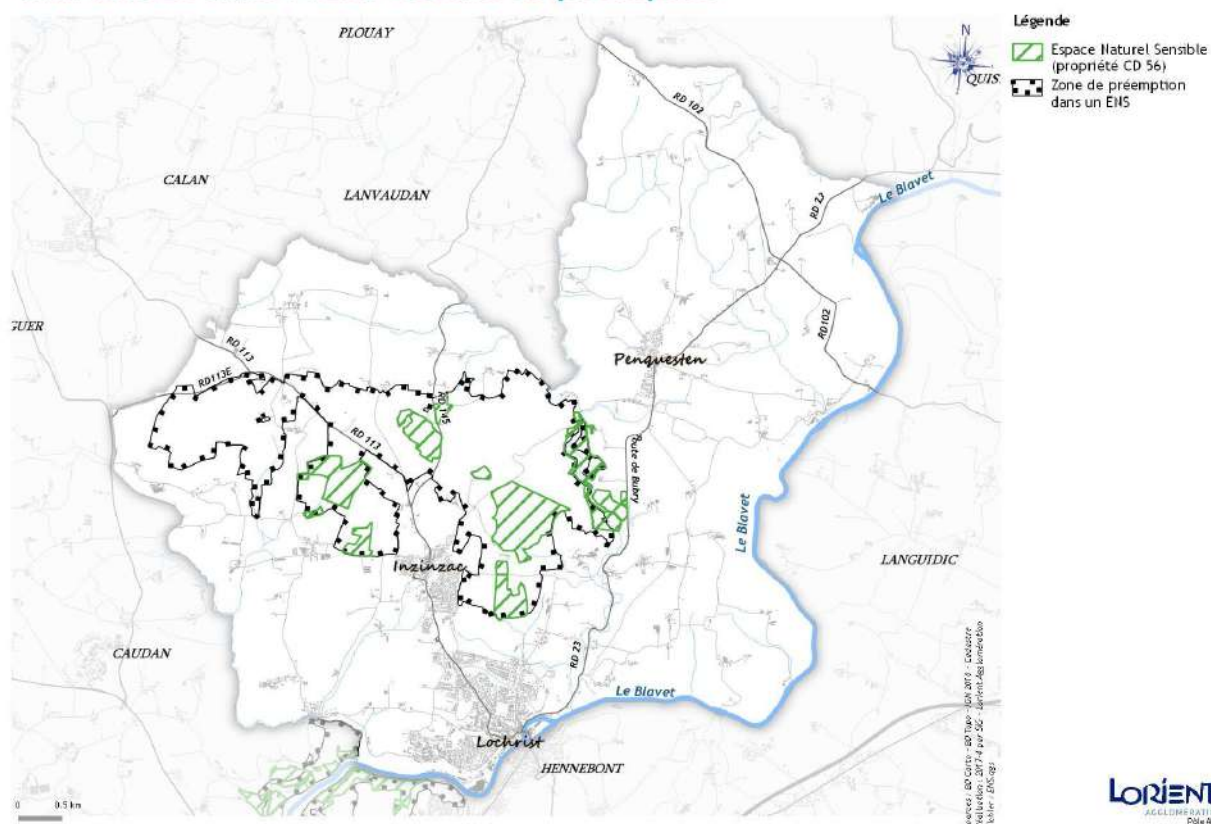 Légende
Espace Naturel Sensible
(propriété CD 56)
Zone de préemption
dans un ENS
N
PLOUAY
QUIS
RD 102
CALAN
LANVAUDAN
Le Blavet
RD 23
GUER
RD 113
RD102
Penquesten
RD113E
RD 145
RD 113
Route de Bubry
Le Blavet
LANGUIDIC
Inzinzac
CAUDAN
RD 23
Le Blavet
Lochrist
HENNEBONT
0 0.5 km
LORIENT
AGGLOMÉRATION